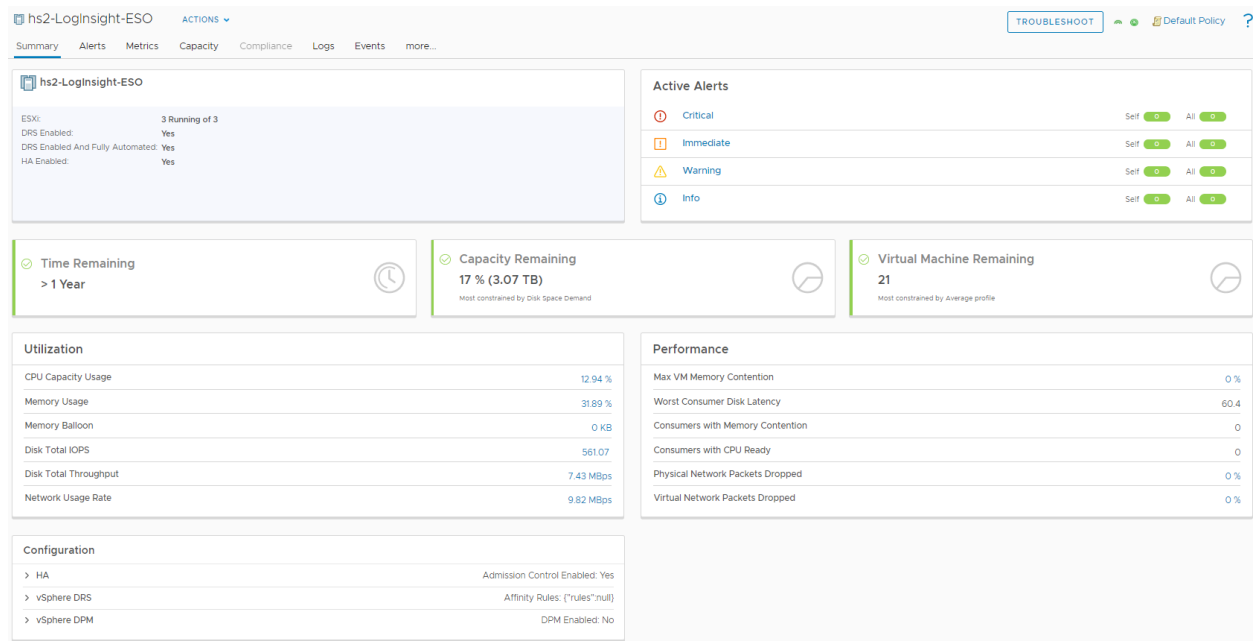 hs2-LogInsight-ESO ACTIONS TROUBLESHOOT Default Policy ?
Summary Alerts Metrics Capacity Compliance Logs Events more...
hs2-LogInsight-ESO
ESXi: 3 Running of 3
DRS Enabled: Yes
DRS Enabled And Fully Automated: Yes
HA Enabled: Yes
Active Alerts
Critical Self 0 All 0
Immediate Self 0 All 0
Warning Self 0 All 0
Info Self 0 All 0
Time Remaining
> 1 Year
Capacity Remaining
17 % (3.07 TB)
Most constrained by Disk Space Demand
Virtual Machine Remaining
21
Most constrained by Average profile
Utilization
CPU Capacity Usage 12.94 %
Memory Usage 31.89 %
Memory Balloon 0 KB
Disk Total IOPS 561.07
Disk Total Throughput 7.43 MBps
Network Usage Rate 9.82 MBps
Performance
Max VM Memory Contention 0 %
Worst Consumer Disk Latency 60.4
Consumers with Memory Contention 0
Consumers with CPU Ready 0
Physical Network Packets Dropped 0 %
Virtual Network Packets Dropped 0 %
Configuration
> HA Admission Control Enabled: Yes
> vSphere DRS Affinity Rules: {"rules":null}
> vSphere DPM DPM Enabled: No